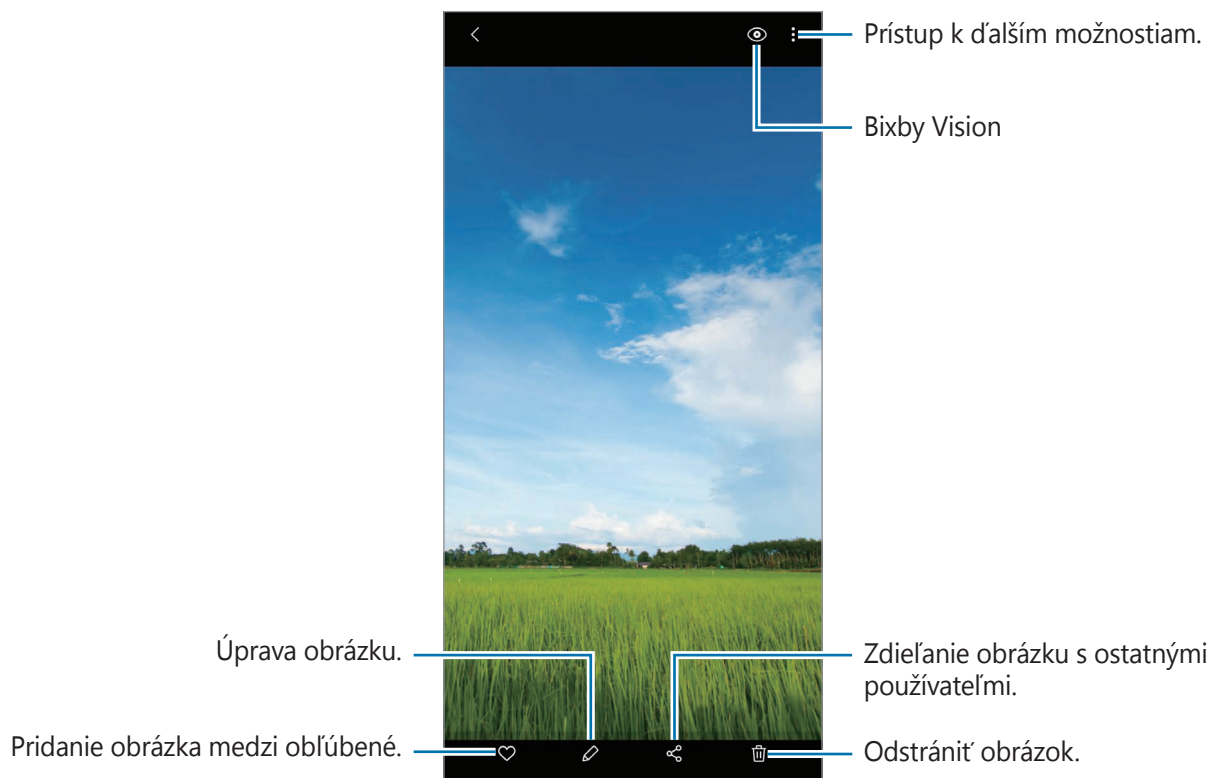 Prístup k ďalším možnostiam.
Bixby Vision
Úprava obrázku.
Zdieľanie obrázku s ostatnými
používateľmi.
Pridanie obrázka medzi obľúbené.
Odstrániť obrázok.